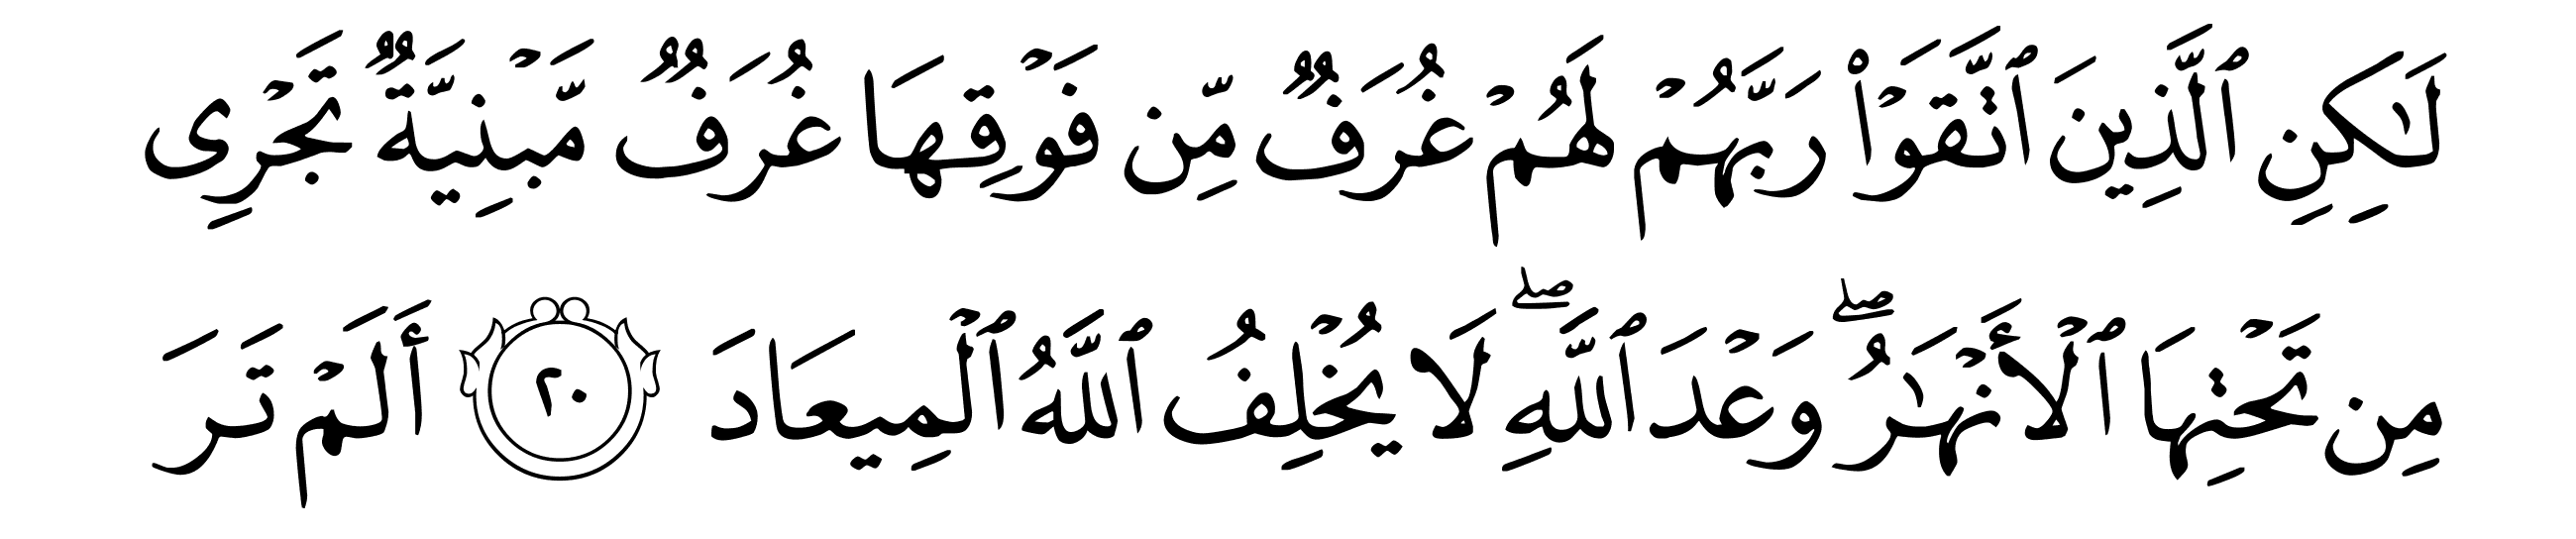 لَٰكِنِ ٱلَّذِينَ ٱتَّقَوۡاْ رَبَّهُمۡ لَهُمۡ غُرَفٞ مِّن فَوۡقِهَا غُرَفٞ مَّبۡنِيَّةٞ تَجۡرِي
مِن تَحۡتِهَا ٱلۡأَنۡهَٰرُۖ وَعۡدَ ٱللَّهِۖ لَا يُخۡلِفُ ٱللَّهُ ٱلۡمِيعَادَ ٢٠ أَلَمۡ تَرَ